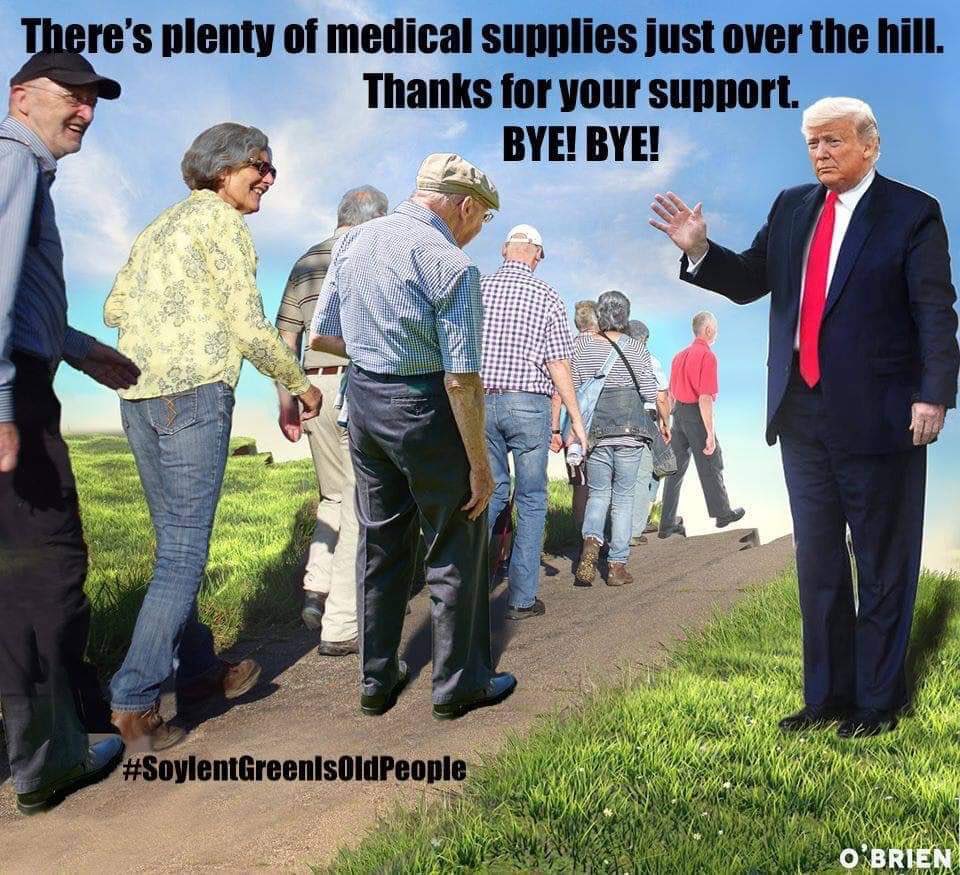 There's plenty of medical supplies just over the hill.
Thanks for your support.
BYE! BYE!
#SoylentGreenIsOldPeople
O'BRIEN